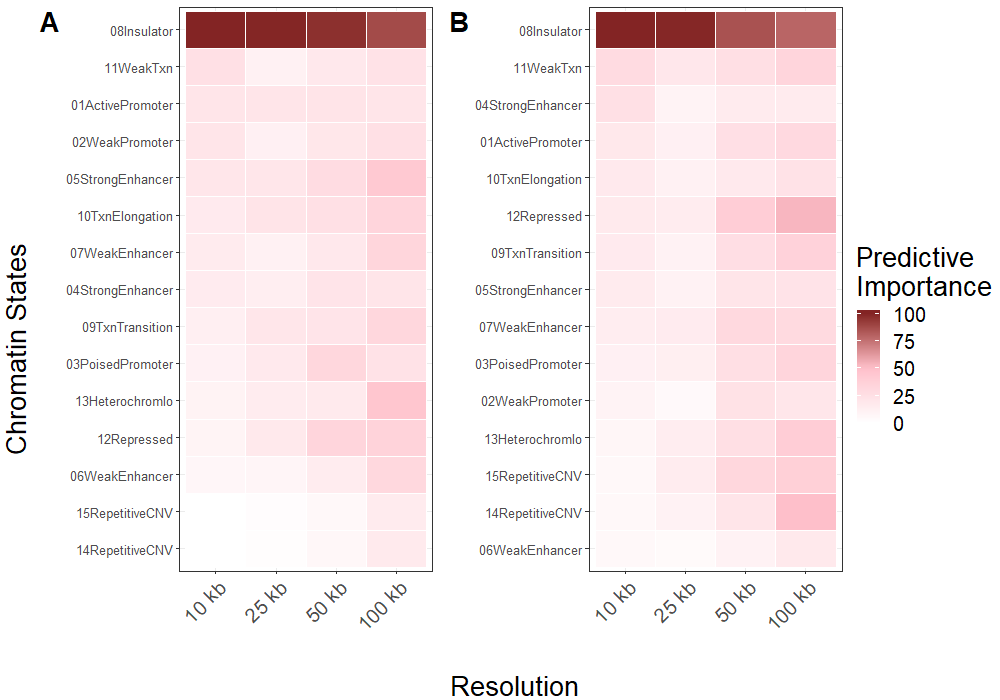 A
B
08Insulator
11WeakTxn
01ActivePromoter
02WeakPromoter
05StrongEnhancer
10TxnElongation
07WeakEnhancer
04StrongEnhancer
09TxnTransition
03PoisedPromoter
13Heterochromlo
12Repressed
06WeakEnhancer
15RepetitiveCNV
14RepetitiveCNV
10 kb
25 kb
50 kb
100 kb
08Insulator
11WeakTxn
04StrongEnhancer
01ActivePromoter
10TxnElongation
12Repressed
09TxnTransition
05StrongEnhancer
07WeakEnhancer
03PoisedPromoter
02WeakPromoter
13Heterochromlo
15RepetitiveCNV
14RepetitiveCNV
06WeakEnhancer
10 kb
25 kb
50 kb
100 kb
Chromatin States
Resolution
Predictive
Importance
100
75
50
25
0